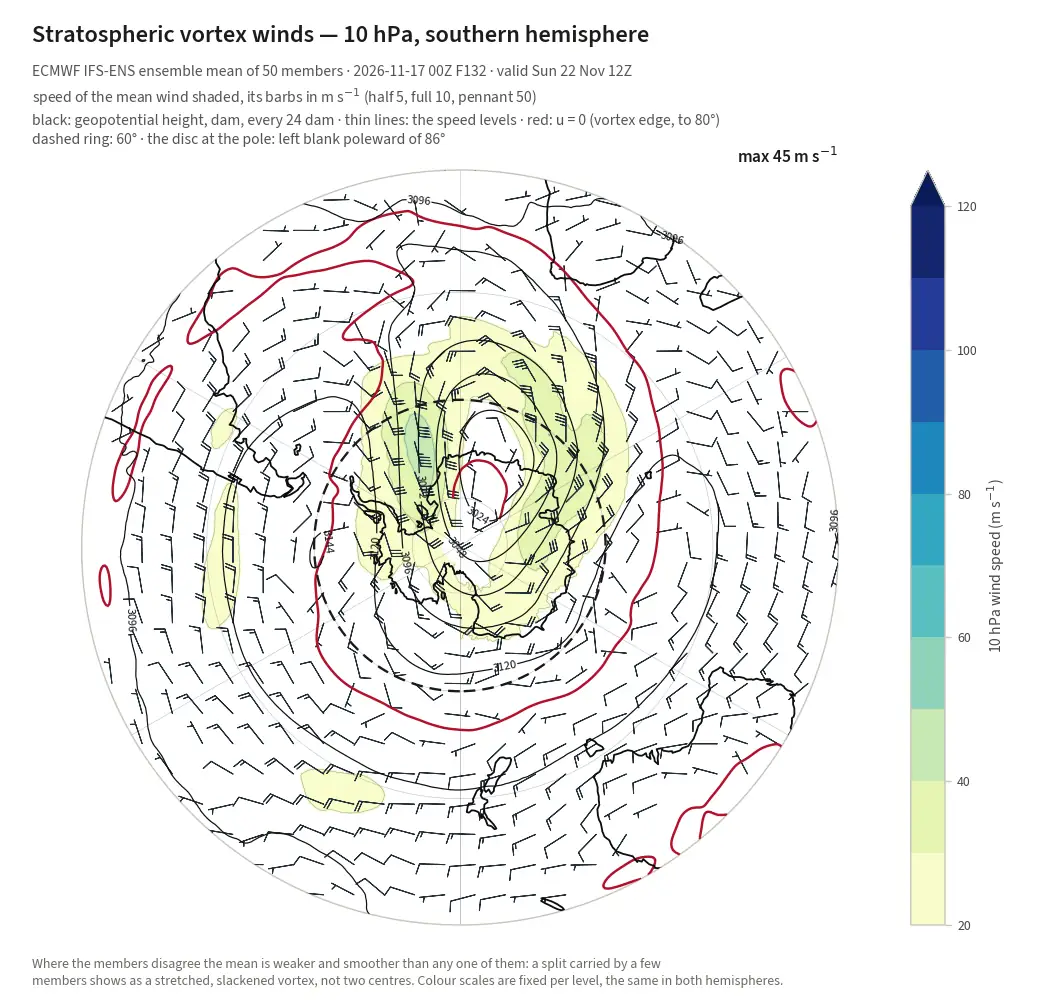 Stratospheric vortex winds — 10 hPa, southern hemisphere
ECMWF IFS-ENS ensemble mean of 50 members · 2026-11-17 00Z F132 · valid Sun 22 Nov 12Z
speed of the mean wind shaded, its barbs in m s⁻¹ (half 5, full 10, pennant 50)
black: geopotential height, dam, every 24 dam · thin lines: the speed levels · red: u = 0 (vortex edge, to 80°)
dashed ring: 60° · the disc at the pole: left blank poleward of 86°
max 45 m s⁻¹
3096
3096
3024
3096
3144
3120
3096
3048
3096
3120
120
100
80
60
40
20
10 hPa wind speed (m s⁻¹)
Where the members disagree the mean is weaker and smoother than any one of them: a split carried by a few
members shows as a stretched, slackened vortex, not two centres. Colour scales are fixed per level, the same in both hemispheres.